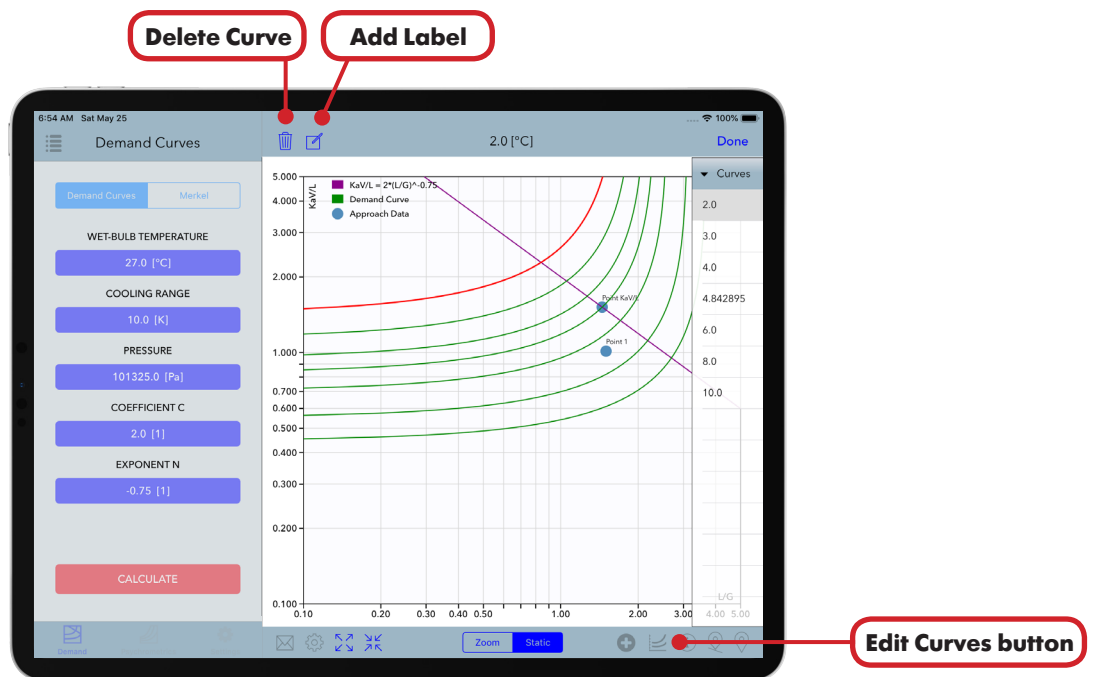 Delete Curve
Add Label
6:54 AM Sat May 25
100%
Demand Curves
2.0 [°C]
Done
Demand Curves
Merkel
WET-BULB TEMPERATURE
27.0 [°C]
COOLING RANGE
10.0 [K]
PRESSURE
101325.0 [Pa]
COEFFICIENT C
2.0 [1]
EXPONENT N
-0.75 [1]
CALCULATE
Demand
KaV/L
KaV/L = 2*(L/G)^-0.75
Demand Curve
Approach Data
5.000
4.000
3.000
2.000
1.000
0.700
0.600
0.500
0.400
0.300
0.200
0.100
Point KaV/L
Point 1
0.10
0.20
0.30
0.40
0.50
1.00
2.00
3.00
4.00
5.00
L/G
Curves
2.0
3.0
4.0
4.842895
6.0
8.0
10.0
Zoom
Static
Edit Curves button